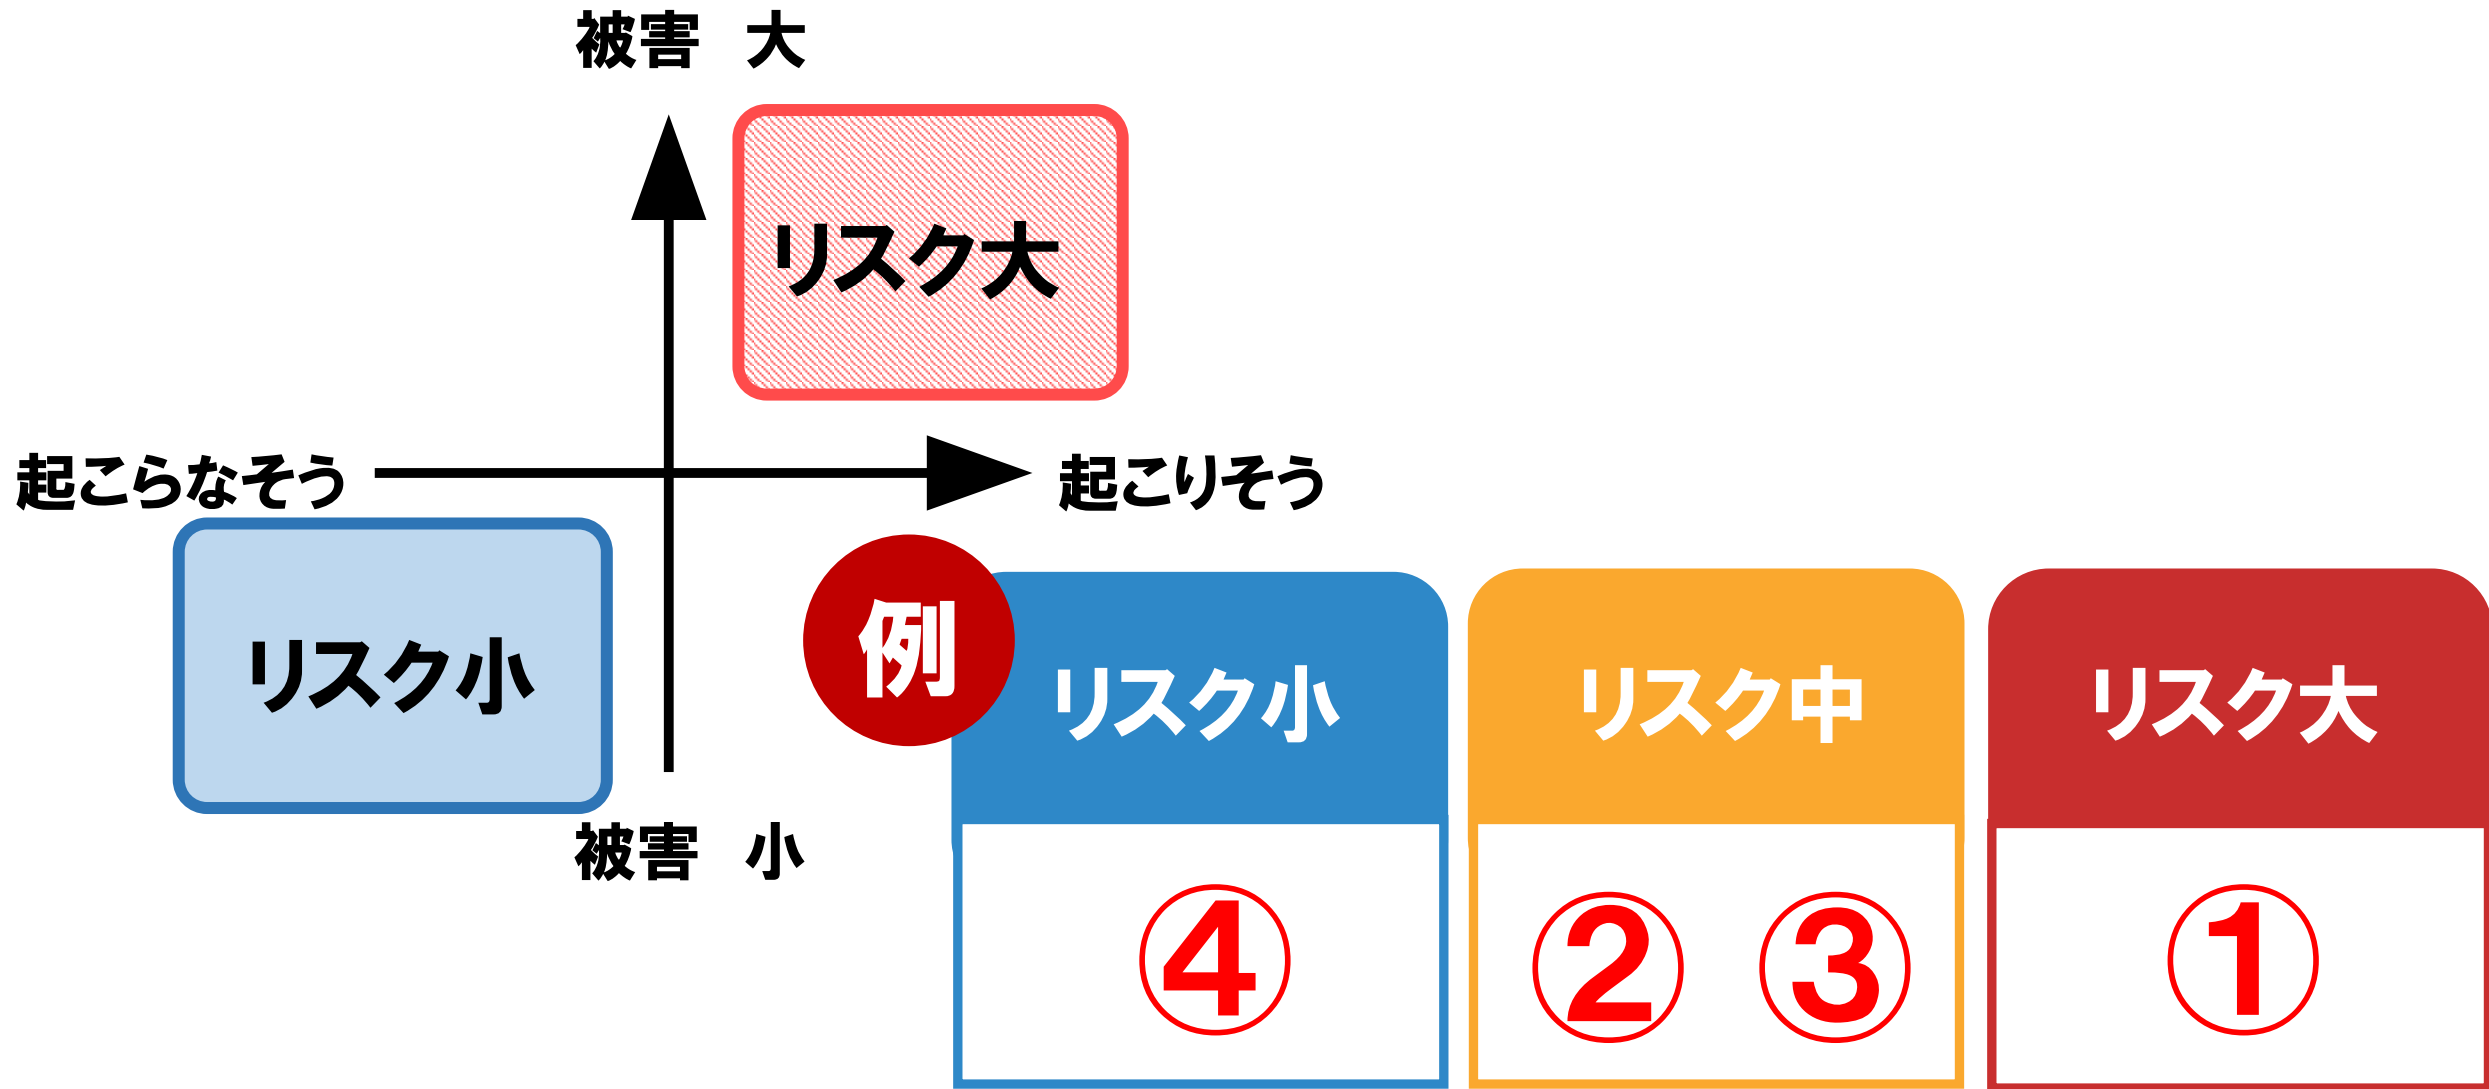 被害　大
リスク大
起こらなそう
起こりそう
リスク小
被害　小
例
リスク小
リスク中
リスク大
④
② ③
①